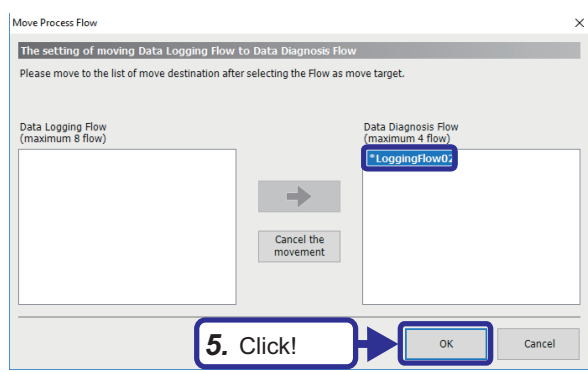 Move Process Flow
The setting of moving Data Logging Flow to Data Diagnosis Flow
Please move to the list of move destination after selecting the Flow as move target.
Data Logging Flow
(maximum 8 flow)
Data Diagnosis Flow
(maximum 4 flow)
*LoggingFlow02
Cancel the
movement
5. Click!
OK
Cancel